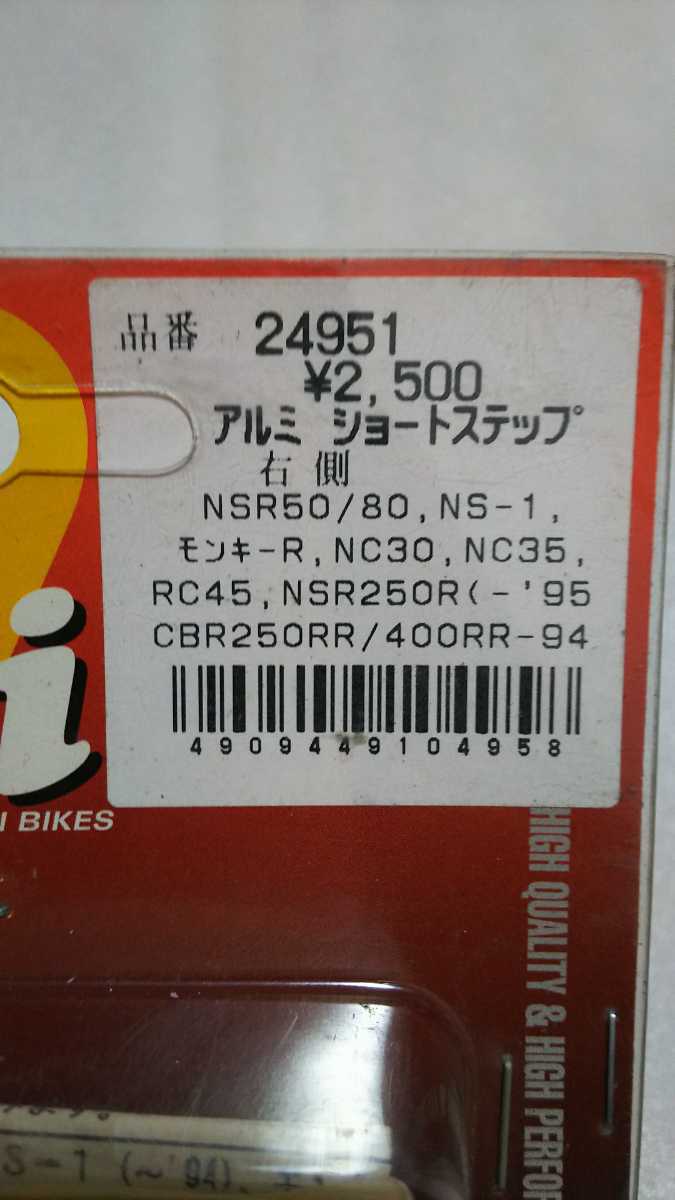 品番 24951
¥2,500
アルミ ショートステップ
右側
NSR50/80,NS-1,
モンキ-R,NC30,NC35,
RC45,NSR250R(-'95
CBR250RR/400RR-94
4909449104958
i
I BIKES
HIGH QUALITY & HIGH PERFOR
S-1 (~'94).